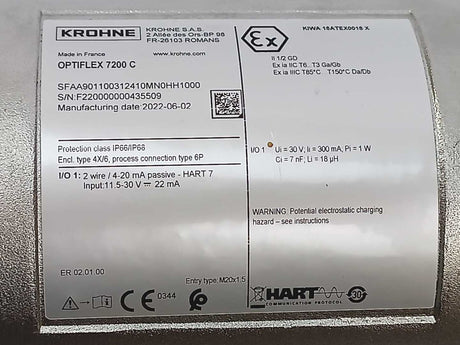 KROHNE
KROHNE S.A.S.
2 Allée des Ors-BP 98
FR-26103 ROMANS
Made in France
www.krohne.com
OPTIFLEX 7200 C
SFAA901100312410MN0HH1000
S/N:F220000000435509
Manufacturing date:2022-06-02
Protection class IP66/IP68
Encl. type 4X/6, process connection type 6P
I/O 1: 2 wire / 4-20 mA passive - HART 7
Input:11.5-30 V ⎓ 22 mA
ER 02.01.00
Entry type: M20x1.5
0344
KIWA 18ATEX0018 X
II 1/2 GD
Ex ia IIC T6...T3 Ga/Gb
Ex ia IIIC T85°C T150°C Da/Db
I/O 1
Ui = 30 V; Ii = 300 mA; Pi = 1 W
Ci = 7 nF; Li = 18 µH
WARNING: Potential electrostatic charging
hazard – see instructions
HART
COMMUNICATION PROTOCOL
30